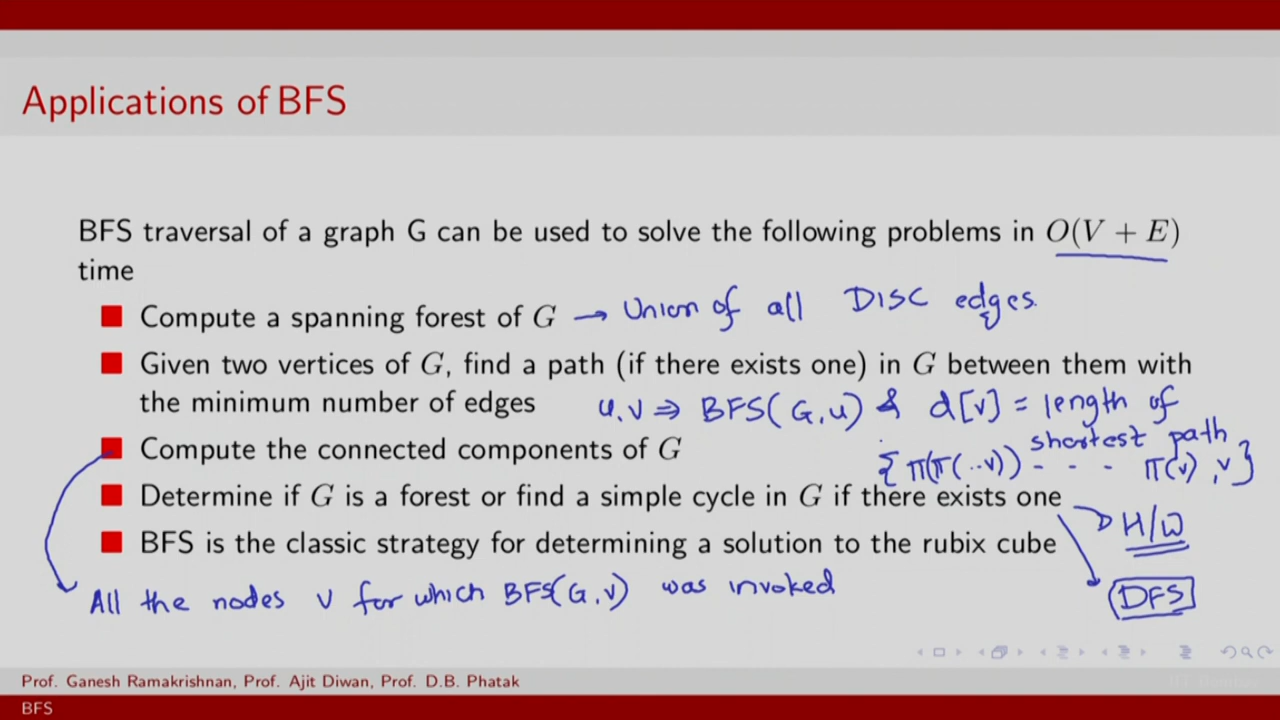 Applications of BFS
BFS traversal of a graph G can be used to solve the following problems in O(V + E)
time
Compute a spanning forest of G → Union of all DISC edges.
Given two vertices of G, find a path (if there exists one) in G between them with
the minimum number of edges u,v ⇒ BFS(G,u) & d[v] = length of
shortest path
Compute the connected components of G {π(π(..v)) - - - π(v), v}
Determine if G is a forest or find a simple cycle in G if there exists one
H/W
BFS is the classic strategy for determining a solution to the rubix cube
All the nodes v for which BFS(G,v) was invoked
DFS
Prof. Ganesh Ramakrishnan, Prof. Ajit Diwan, Prof. D.B. Phatak
BFS